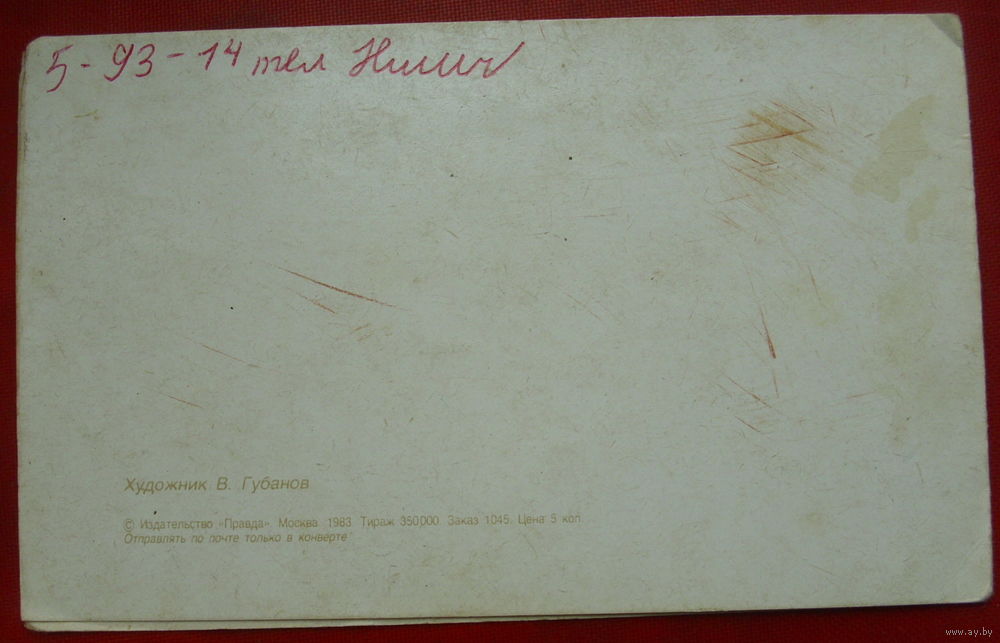 5-93-14 тел
Художник В. Губанов
© Издательство «Правда». Москва. 1983. Тираж 350000. Заказ 1045. Цена 5 коп.
Отправлять по почте только в конверте
www.ay.by